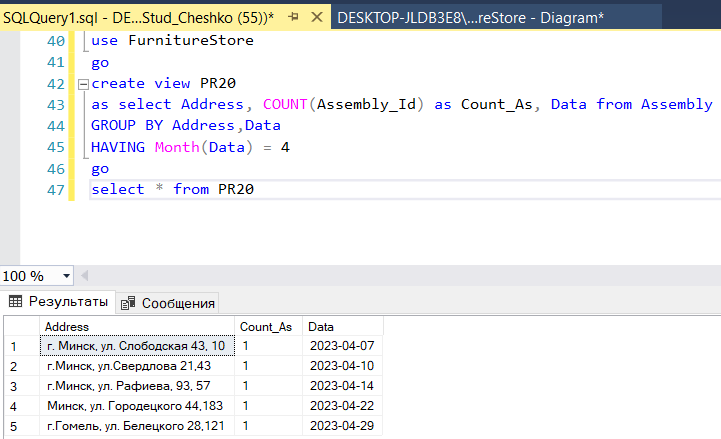 SQLQuery1.sql - DE...Stud_Cheshko (55))* DESKTOP-JLDB3E8\...reStore - Diagram*
40 use FurnitureStore
41 go
42 create view PR20
43 as select Address, COUNT(Assembly_Id) as Count_As, Data from Assembly
44 GROUP BY Address,Data
45 HAVING Month(Data) = 4
46 go
47 select * from PR20
100 %
Результаты Сообщения
Address Count_As Data
1 г. Минск, ул. Слободская 43, 10 1 2023-04-07
2 г.Минск, ул.Свердлова 21,43 1 2023-04-10
3 г.Минск, ул. Рафиева, 93, 57 1 2023-04-14
4 Минск, ул. Городецкого 44,183 1 2023-04-22
5 г.Гомель, ул. Белецкого 28,121 1 2023-04-29